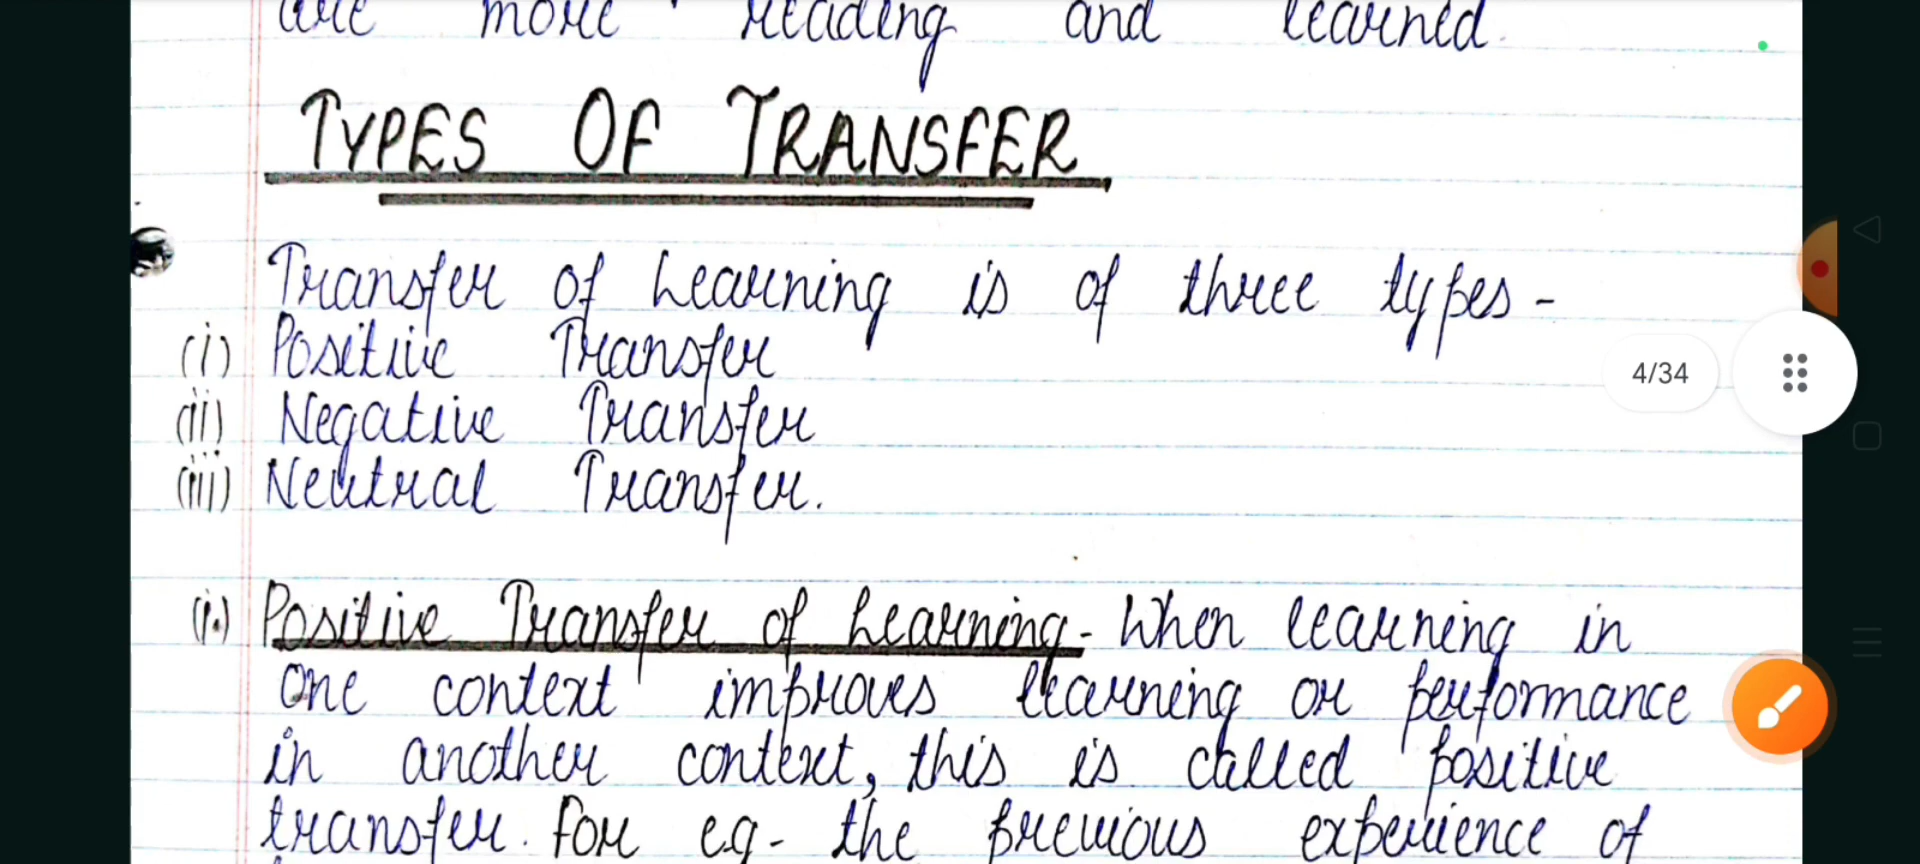 are more reading and learned.
TYPES OF TRANSFER
Transfer of Learning is of three types -
(i) Positive Transfer
(ii) Negative Transfer
(iii) Neutral Transfer.
4/34
(i.) Positive Transfer of Learning - When learning in
one context improves learning or performance
in another context, this is called positive
transfer. For e.g - the previous experience of